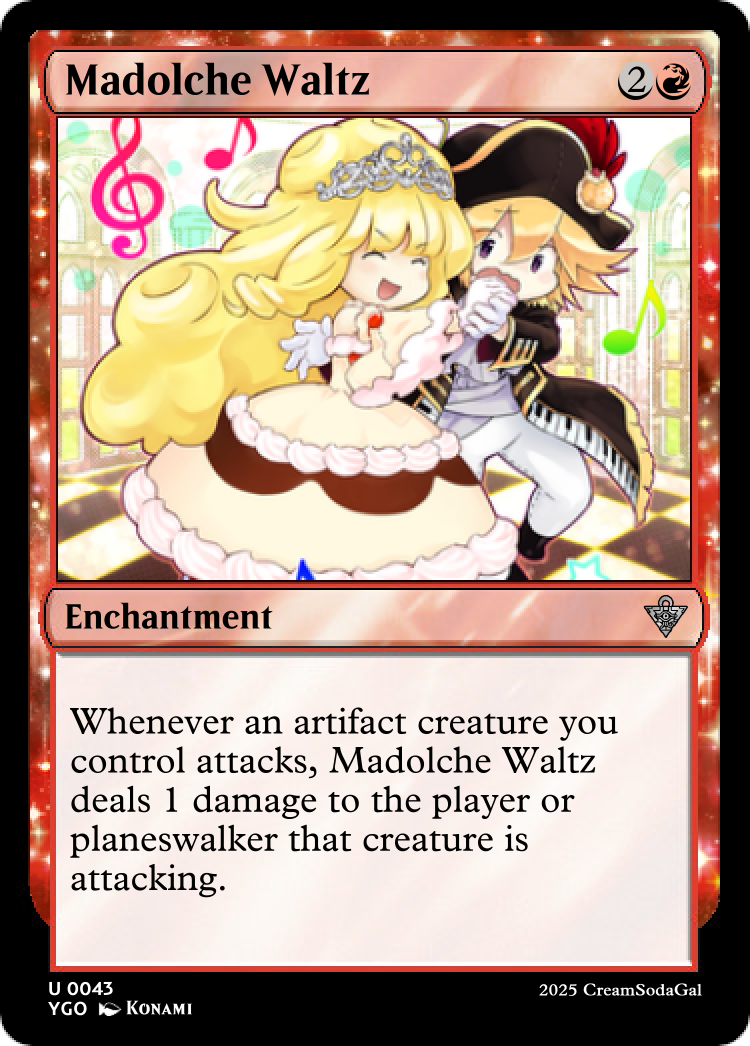 Madolche Waltz 2
Enchantment
Whenever an artifact creature you
control attacks, Madolche Waltz
deals 1 damage to the player or
planeswalker that creature is
attacking.
U 0043
2025 CreamSodaGal
YGO KONAMI